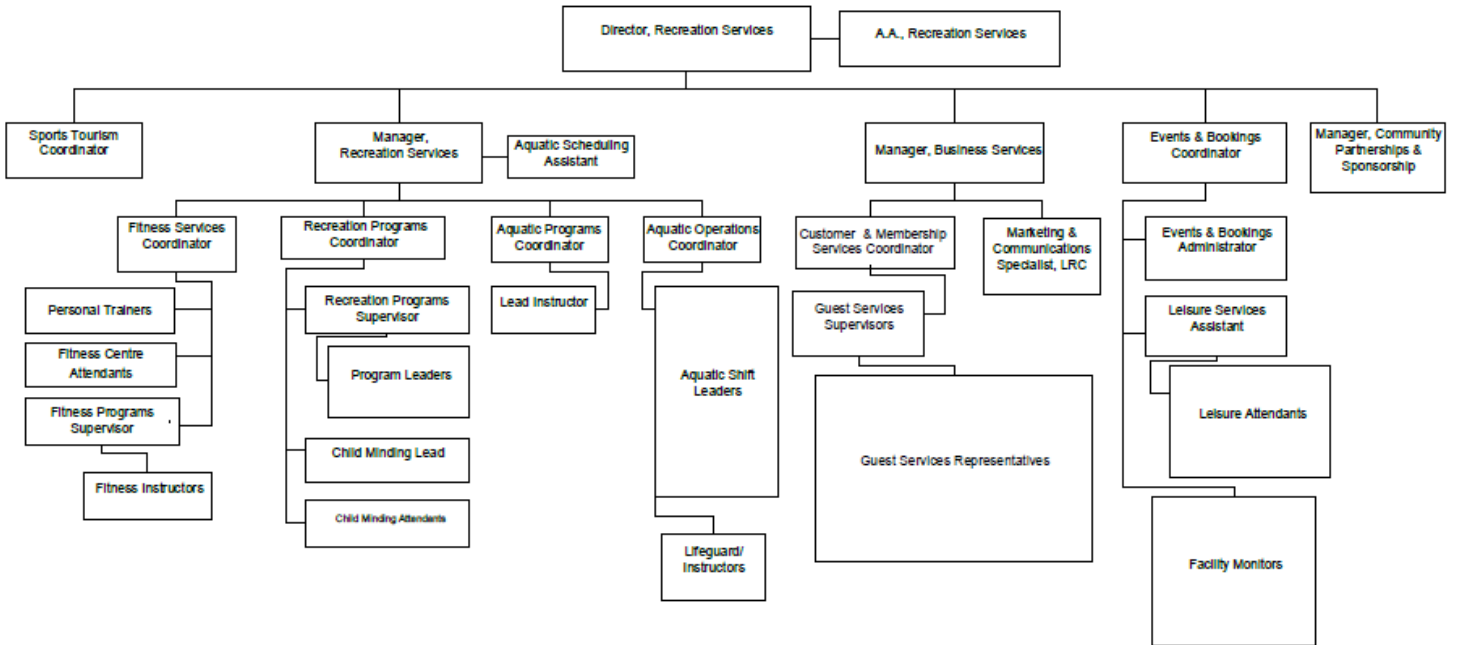 Director, Recreation Services
A.A., Recreation Services
Sports Tourism
Coordinator
Manager,
Recreation Services
Aquatic Scheduling
Assistant
Manager, Business Services
Events & Bookings
Coordinator
Manager, Community
Partnerships &
Sponsorship
Fitness Services
Coordinator
Recreation Programs
Coordinator
Aquatic Programs
Coordinator
Aquatic Operations
Coordinator
Customer & Membership
Services Coordinator
Marketing &
Communications
Specialist, LRC
Events & Bookings
Administrator
Personal Trainers
Fitness Centre
Attendants
Fitness Programs
Supervisor
Fitness Instructors
Recreation Programs
Supervisor
Program Leaders
Child Minding Lead
Child Minding Attendants
Lead Instructor
Aquatic Shift
Leaders
Lifeguard/
Instructors
Guest Services
Supervisors
Guest Services Representatives
Leisure Services
Assistant
Leisure Attendants
Facility Monitors